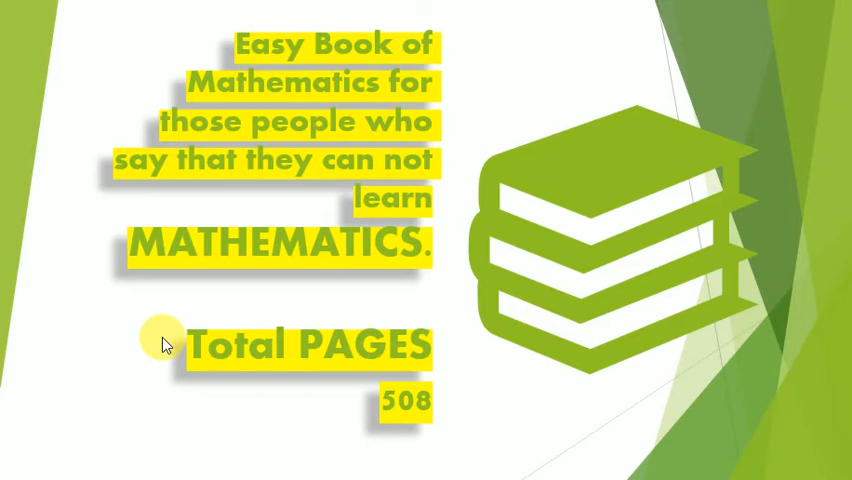 Easy Book of
Mathematics for
those people who
say that they can not
learn
MATHEMATICS.
Total PAGES
508